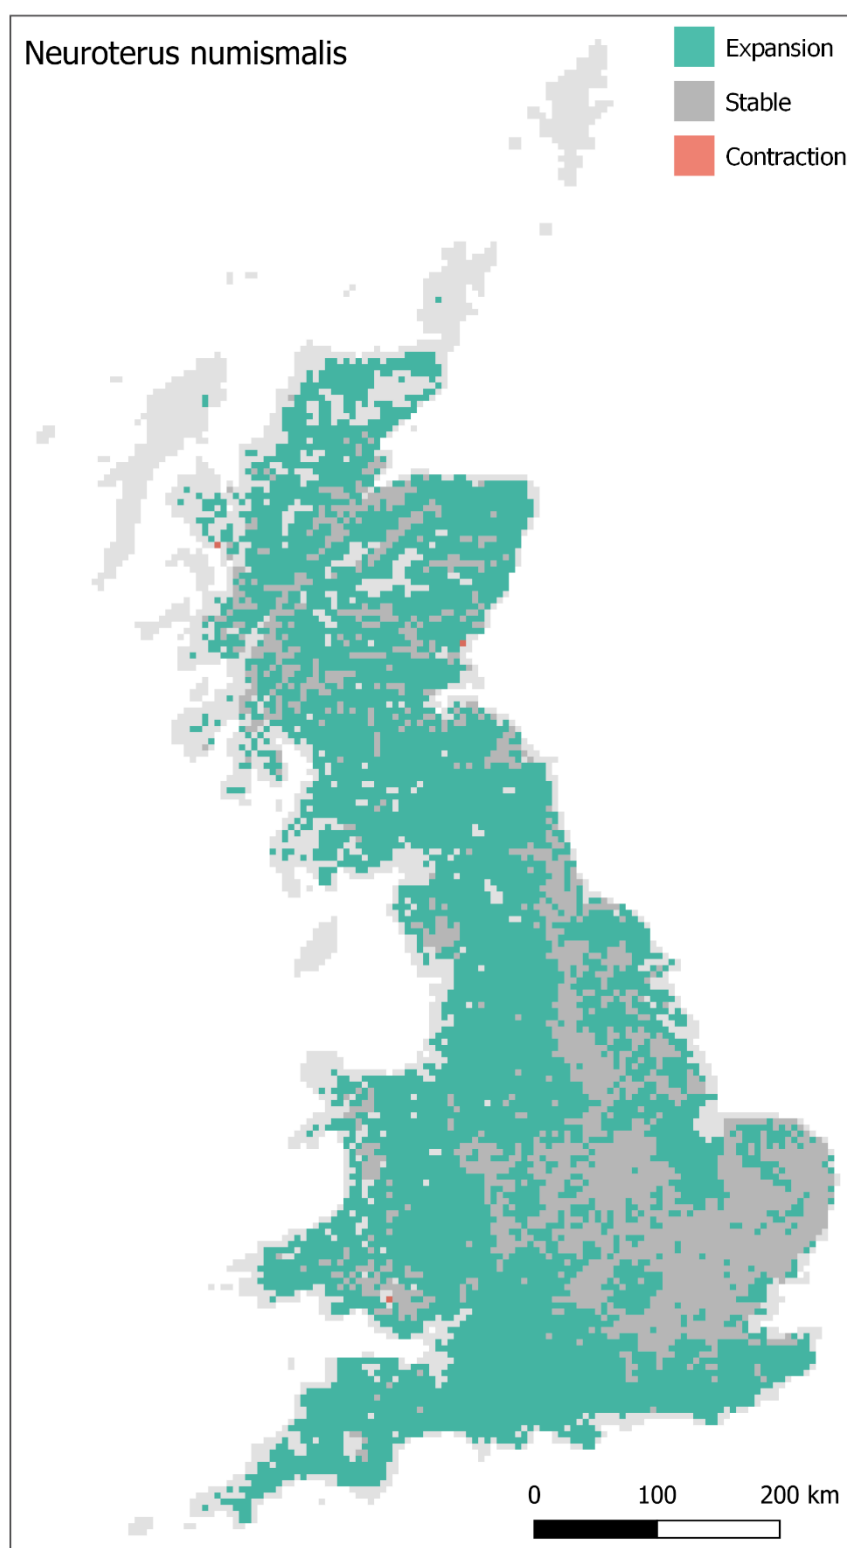 Neuroterus numismalis
Expansion
Stable
Contraction
0 100 200 km